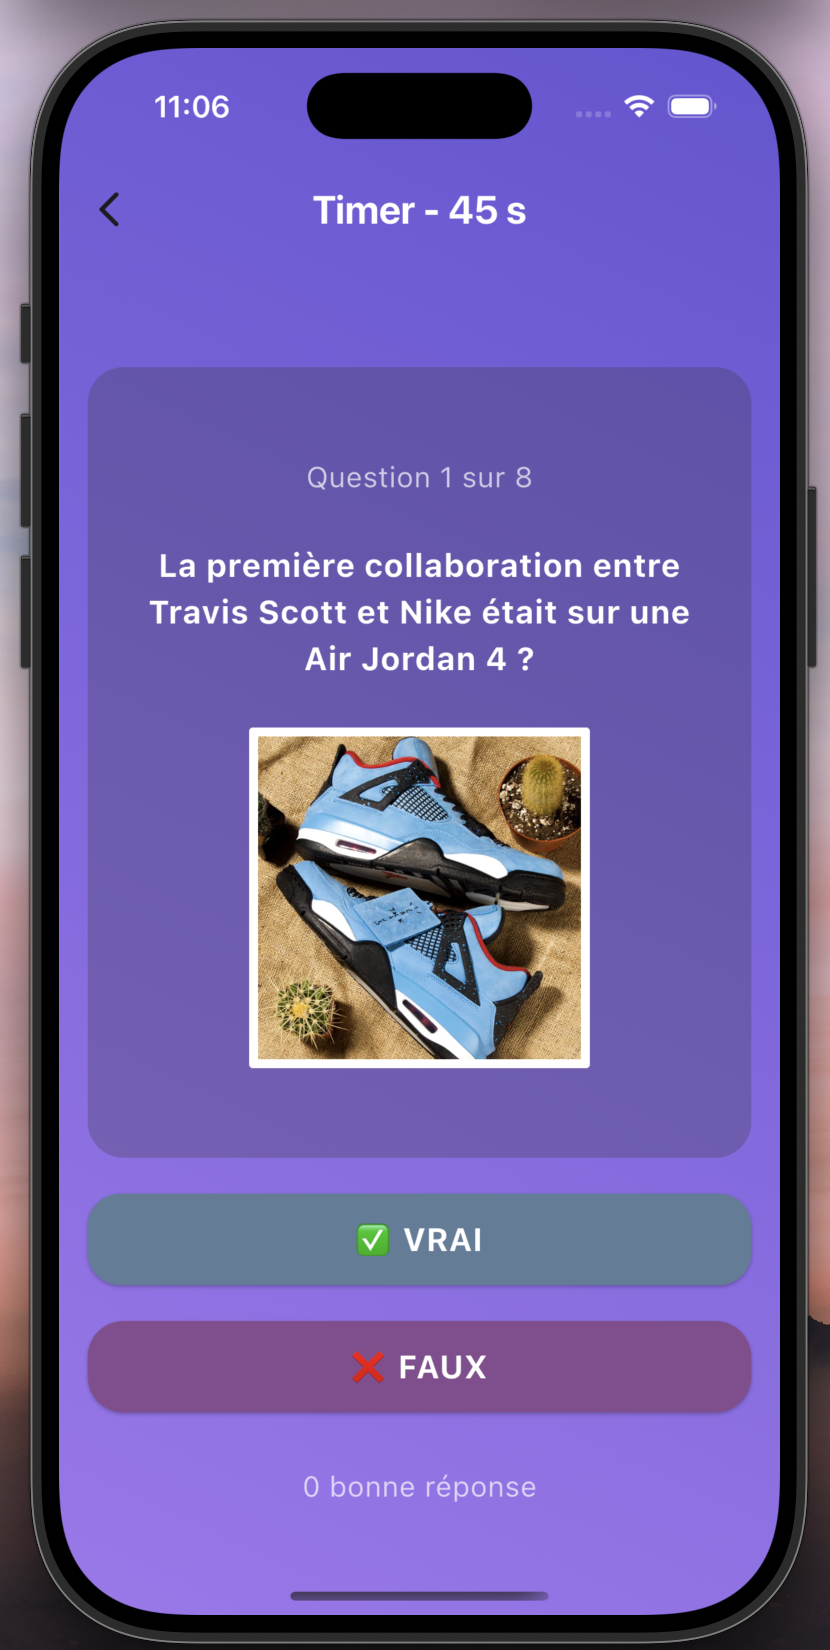 11:06
Timer - 45 s
Question 1 sur 8
La première collaboration entre
Travis Scott et Nike était sur une
Air Jordan 4 ?
✅ VRAI
❌ FAUX
0 bonne réponse